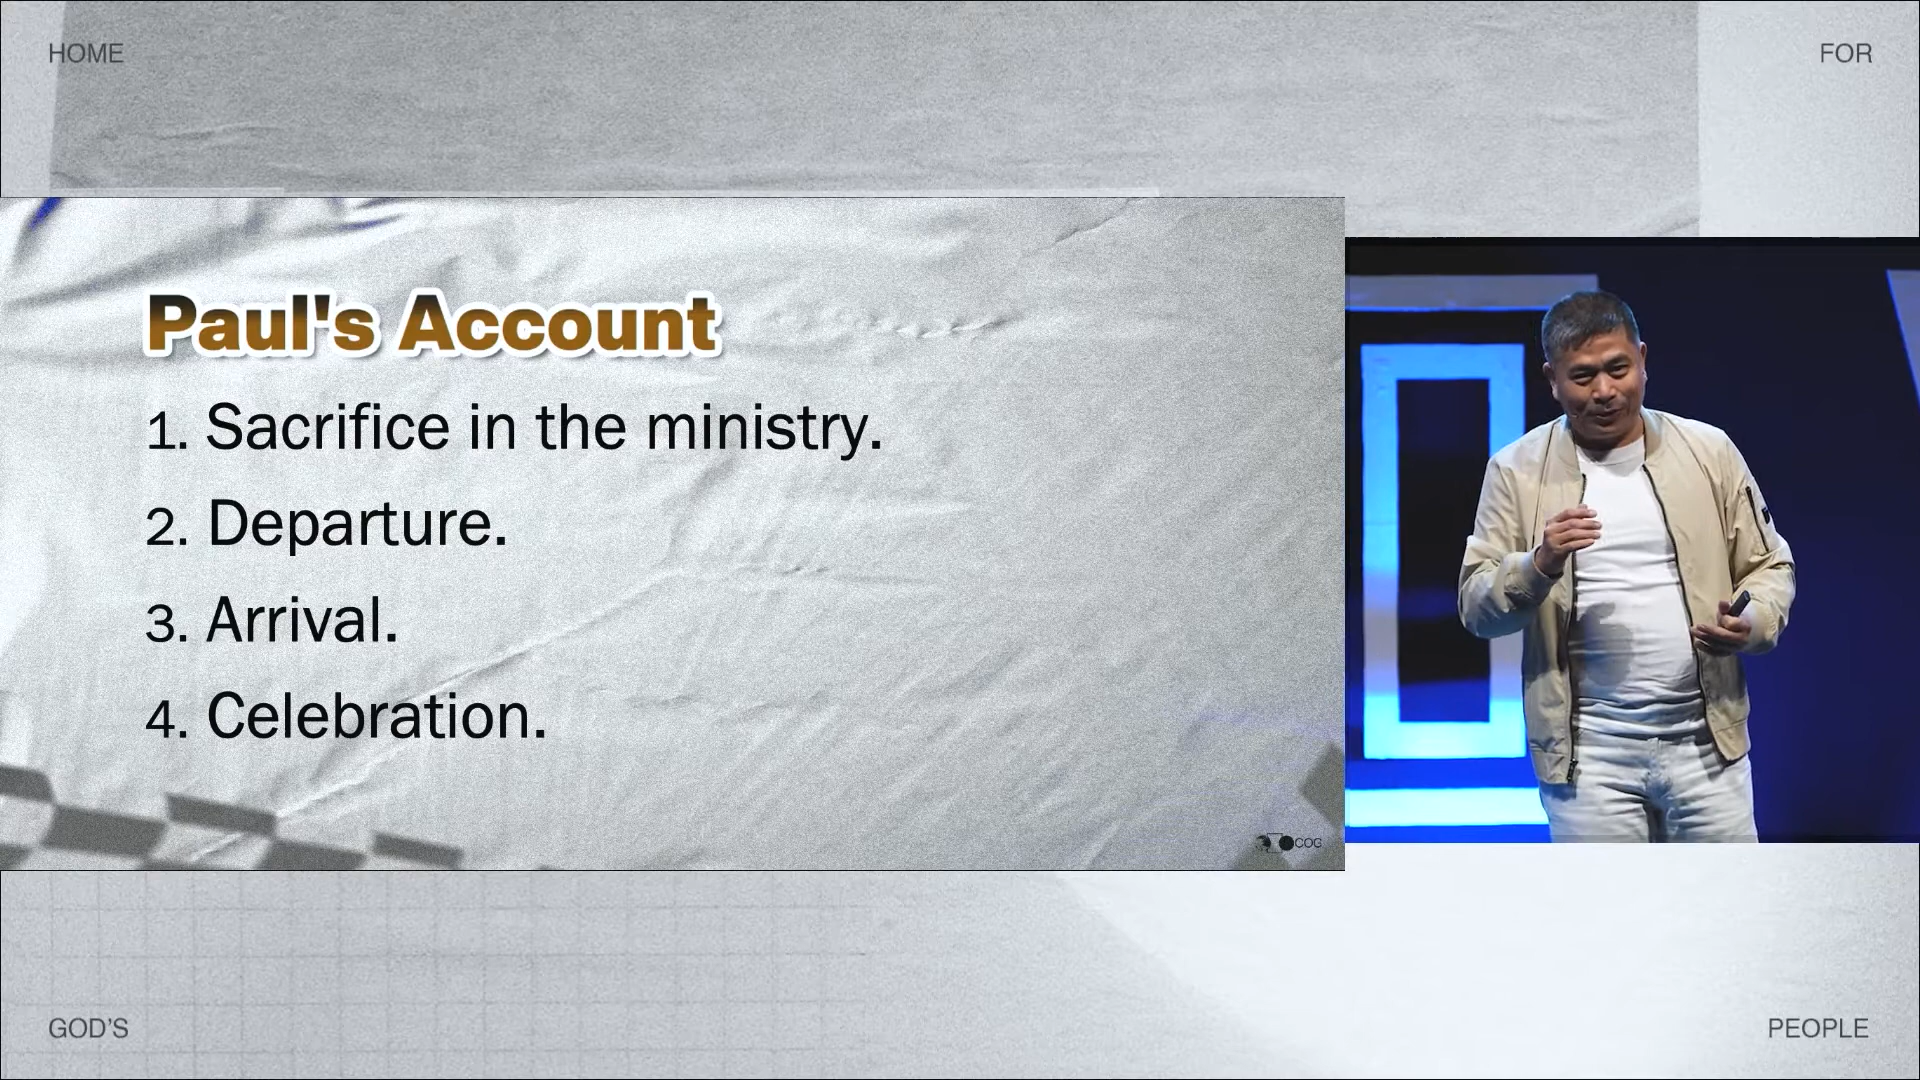 HOME
FOR
Paul's Account
1. Sacrifice in the ministry.
2. Departure.
3. Arrival.
4. Celebration.
COG
GOD'S
PEOPLE